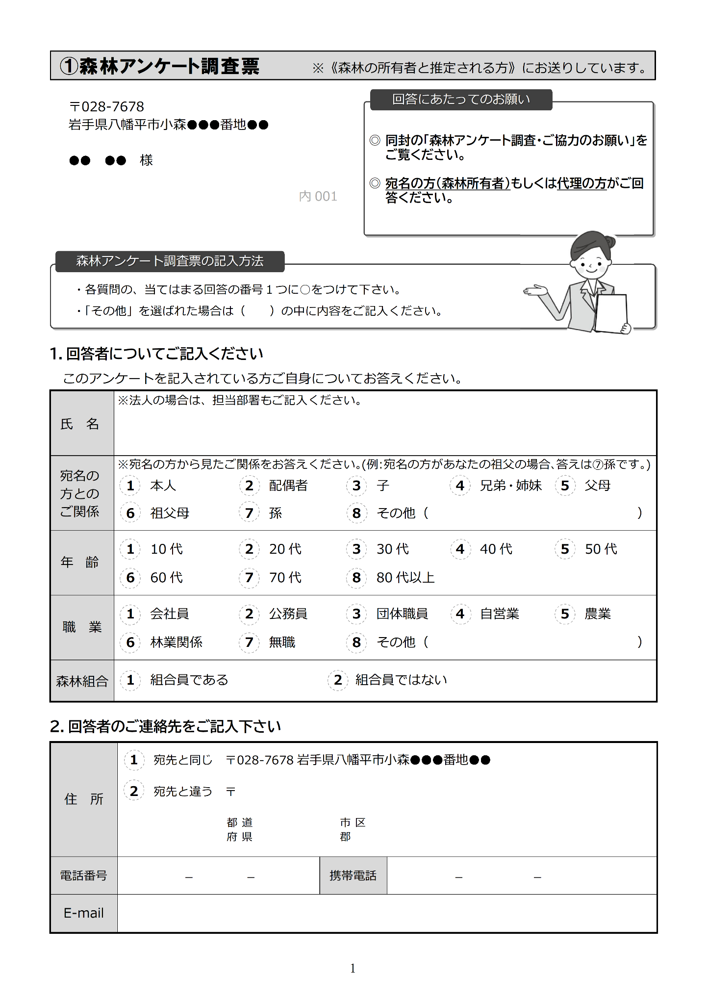 ①森林アンケート調査票　※《森林の所有者と推定される方》にお送りしています。
〒028-7678
岩手県八幡平市小森●●●番地●●
●●　●●　様
内 001
回答にあたってのお願い
◎ 同封の「森林アンケート調査・ご協力のお願い」を
ご覧ください。
◎ 宛名の方（森林所有者）もしくは代理の方がご回
答ください。
森林アンケート調査票の記入方法
・各質問の、当てはまる回答の番号１つに○をつけて下さい。
・「その他」を選ばれた場合は（　　）の中に内容をご記入ください。
1. 回答者についてご記入ください
このアンケートを記入されている方ご自身についてお答えください。
氏　名
※法人の場合は、担当部署もご記入ください。
宛名の
方との
ご関係
※宛名の方から見たご関係をお答えください。(例:宛名の方があなたの祖父の場合、答えは⑦孫です。)
1 本人 2 配偶者 3 子 4 兄弟・姉妹 5 父母
6 祖父母 7 孫 8 その他（　　　）
年　齢
1 10 代 2 20 代 3 30 代 4 40 代 5 50 代
6 60 代 7 70 代 8 80 代以上
職　業
1 会社員 2 公務員 3 団体職員 4 自営業 5 農業
6 林業関係 7 無職 8 その他（　　　）
森林組合
1 組合員である 2 組合員ではない
2. 回答者のご連絡先をご記入下さい
住　所
1 宛先と同じ 〒028-7678 岩手県八幡平市小森●●●番地●●
2 宛先と違う 〒
都 道　市 区
府 県　郡
電話番号　－　－　携帯電話　－　－
E-mail
1